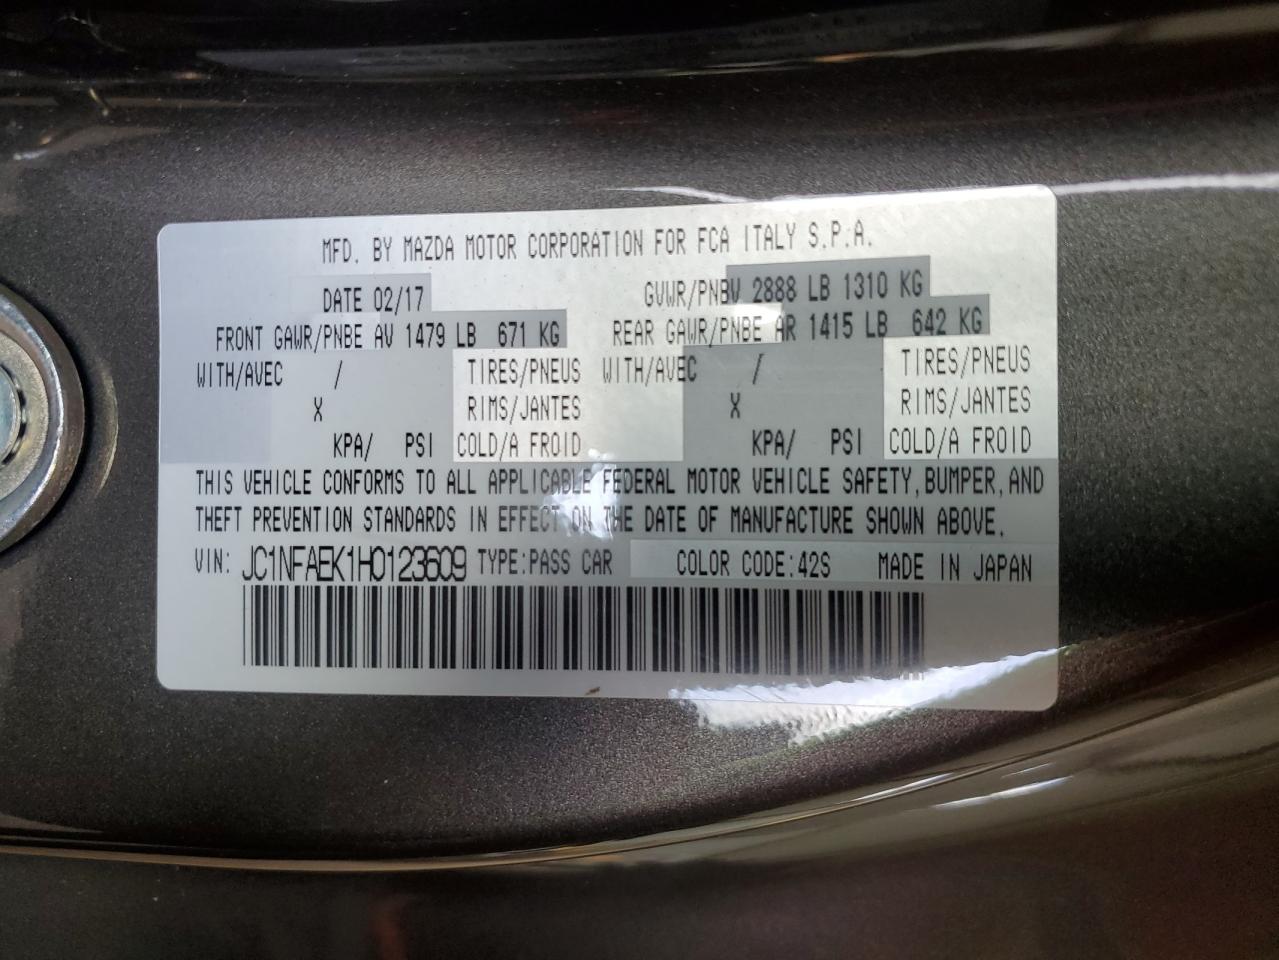 MFD. BY MAZDA MOTOR CORPORATION FOR FCA ITALY S.P.A.
DATE 02/17 GVWR/PNBV 2888 LB 1310 KG
FRONT GAWR/PNBE AV 1479 LB 671 KG REAR GAWR/PNBE AR 1415 LB 642 KG
WITH/AVEC / TIRES/PNEUS WITH/AVEC / TIRES/PNEUS
X RIMS/JANTES X RIMS/JANTES
KPA/ PSI COLD/A FROID KPA/ PSI COLD/A FROID
THIS VEHICLE CONFORMS TO ALL APPLICABLE FEDERAL MOTOR VEHICLE SAFETY, BUMPER, AND
THEFT PREVENTION STANDARDS IN EFFECT ON THE DATE OF MANUFACTURE SHOWN ABOVE.
VIN: JC1NFAEK1H0123609 TYPE:PASS CAR COLOR CODE:42S MADE IN JAPAN